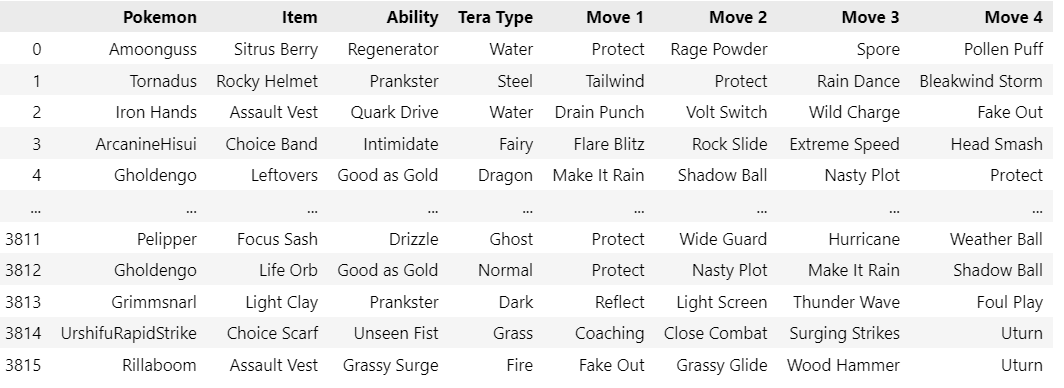 Pokemon Item Ability Tera Type Move 1 Move 2 Move 3 Move 4
0 Amoonguss Sitrus Berry Regenerator Water Protect Rage Powder Spore Pollen Puff
1 Tornadus Rocky Helmet Prankster Steel Tailwind Protect Rain Dance Bleakwind Storm
2 Iron Hands Assault Vest Quark Drive Water Drain Punch Volt Switch Wild Charge Fake Out
3 ArcanineHisui Choice Band Intimidate Fairy Flare Blitz Rock Slide Extreme Speed Head Smash
4 Gholdengo Leftovers Good as Gold Dragon Make It Rain Shadow Ball Nasty Plot Protect
... ... ... ... ... ... ... ... ...
3811 Pelipper Focus Sash Drizzle Ghost Protect Wide Guard Hurricane Weather Ball
3812 Gholdengo Life Orb Good as Gold Normal Protect Nasty Plot Make It Rain Shadow Ball
3813 Grimmsnarl Light Clay Prankster Dark Reflect Light Screen Thunder Wave Foul Play
3814 UrshifuRapidStrike Choice Scarf Unseen Fist Grass Coaching Close Combat Surging Strikes Uturn
3815 Rillaboom Assault Vest Grassy Surge Fire Fake Out Grassy Glide Wood Hammer Uturn